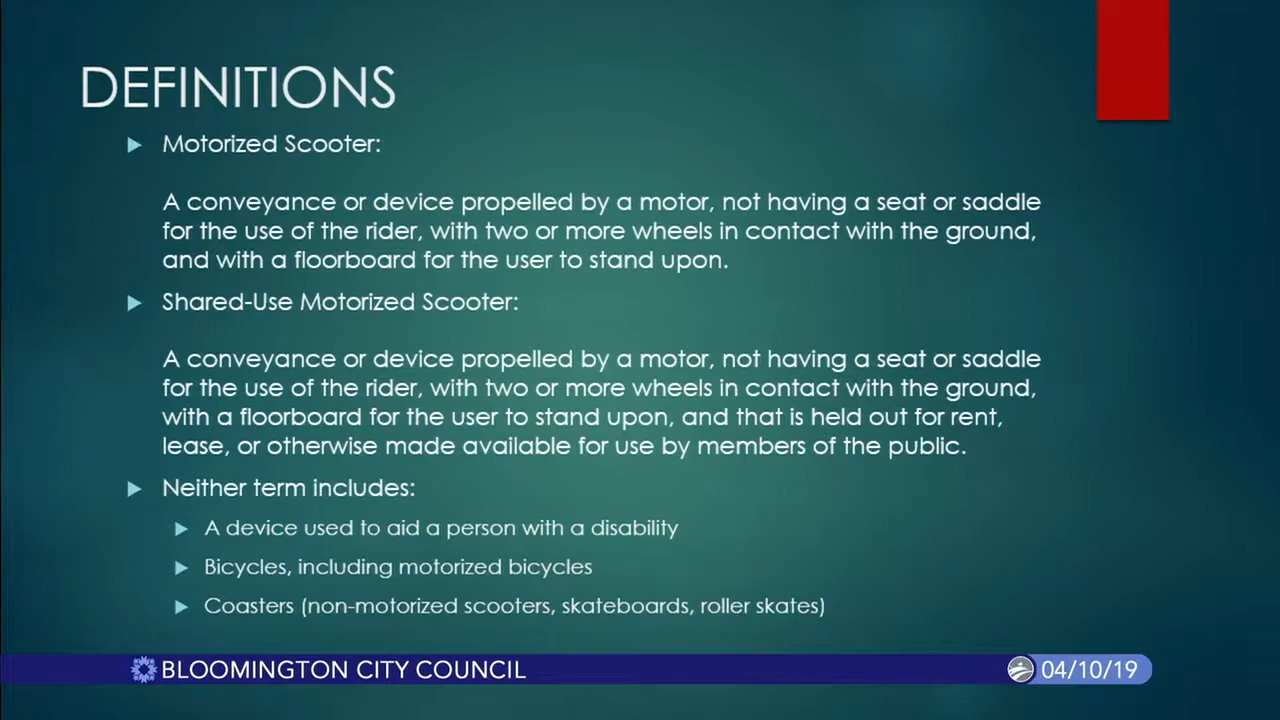 DEFINITIONS
Motorized Scooter:
A conveyance or device propelled by a motor, not having a seat or saddle
for the use of the rider, with two or more wheels in contact with the ground,
and with a floorboard for the user to stand upon.
Shared-Use Motorized Scooter:
A conveyance or device propelled by a motor, not having a seat or saddle
for the use of the rider, with two or more wheels in contact with the ground,
with a floorboard for the user to stand upon, and that is held out for rent,
lease, or otherwise made available for use by members of the public.
Neither term includes:
A device used to aid a person with a disability
Bicycles, including motorized bicycles
Coasters (non-motorized scooters, skateboards, roller skates)
BLOOMINGTON CITY COUNCIL
04/10/19